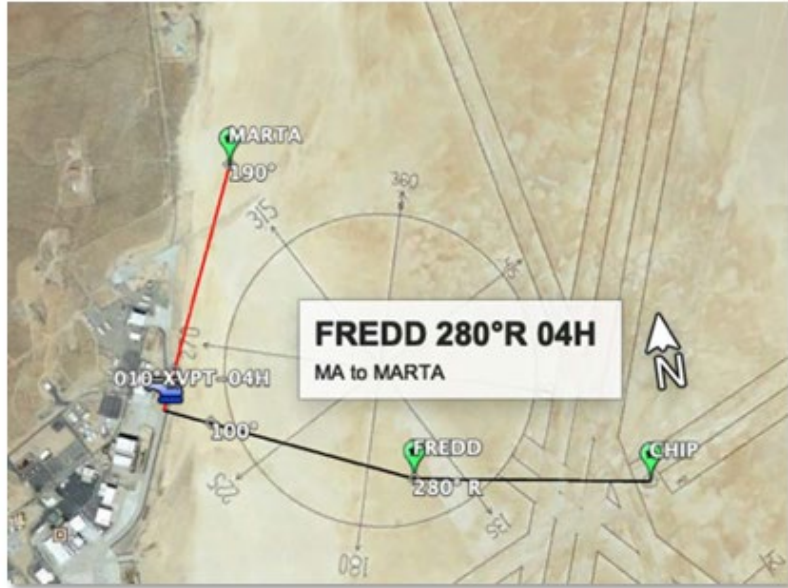 MARTA
190°
360
315
45
FREDD 280°R 04H
MA to MARTA
270
N
010° XVPT-04H
100°
FREDD
CHIP
280° R
225
135
180